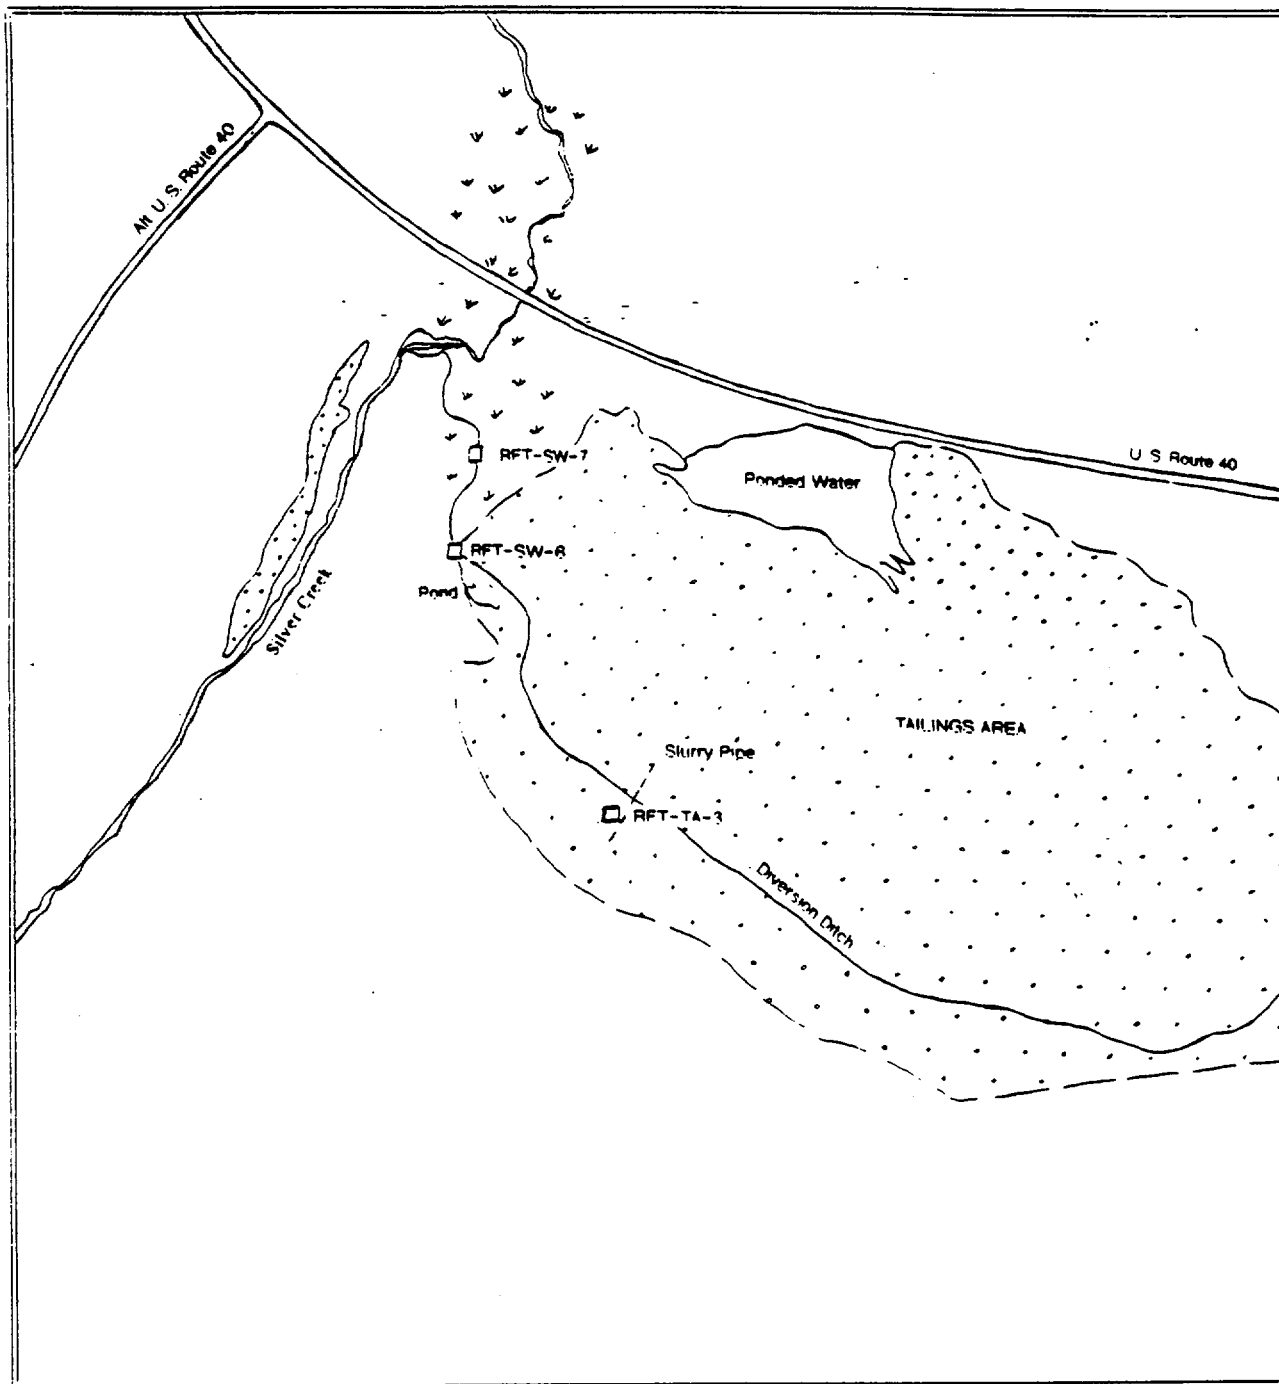 Alt U.S. Route 40
RFT-SW-7
U S Route 40
Ponded Water
RFT-SW-6
Pond
Silver Creek
TAILINGS AREA
Slurry Pipe
RFT-TA-3
Diversion Ditch